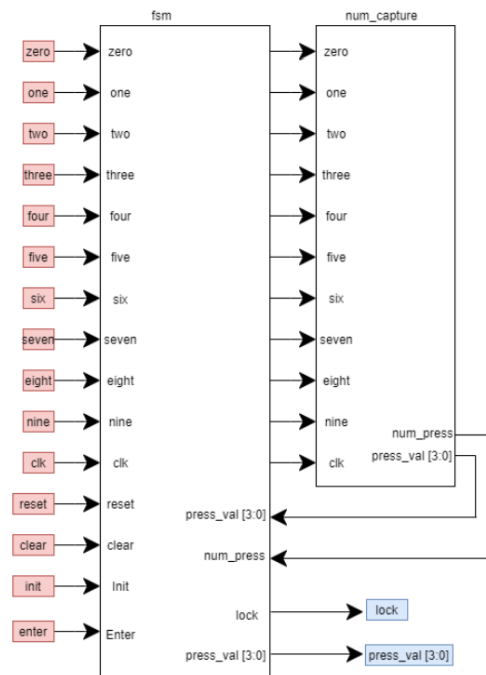 fsm num_capture
zero zero zero
one one one
two two two
three three three
four four four
five five five
six six six
seven seven seven
eight eight eight
nine nine nine
num_press
clk clk clk
press_val [3:0]
reset reset
press_val [3:0]
clear clear
num_press
init Init
lock lock
enter Enter
press_val [3:0] press_val [3:0]